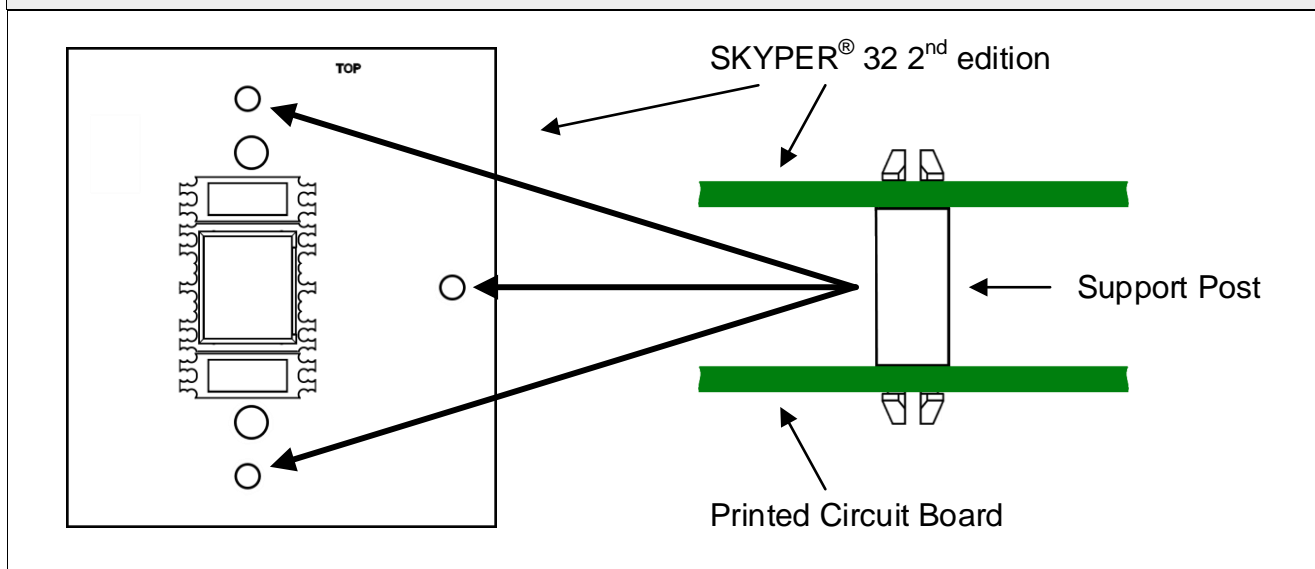 TOP
SKYPER® 32 2nd edition
Support Post
Printed Circuit Board